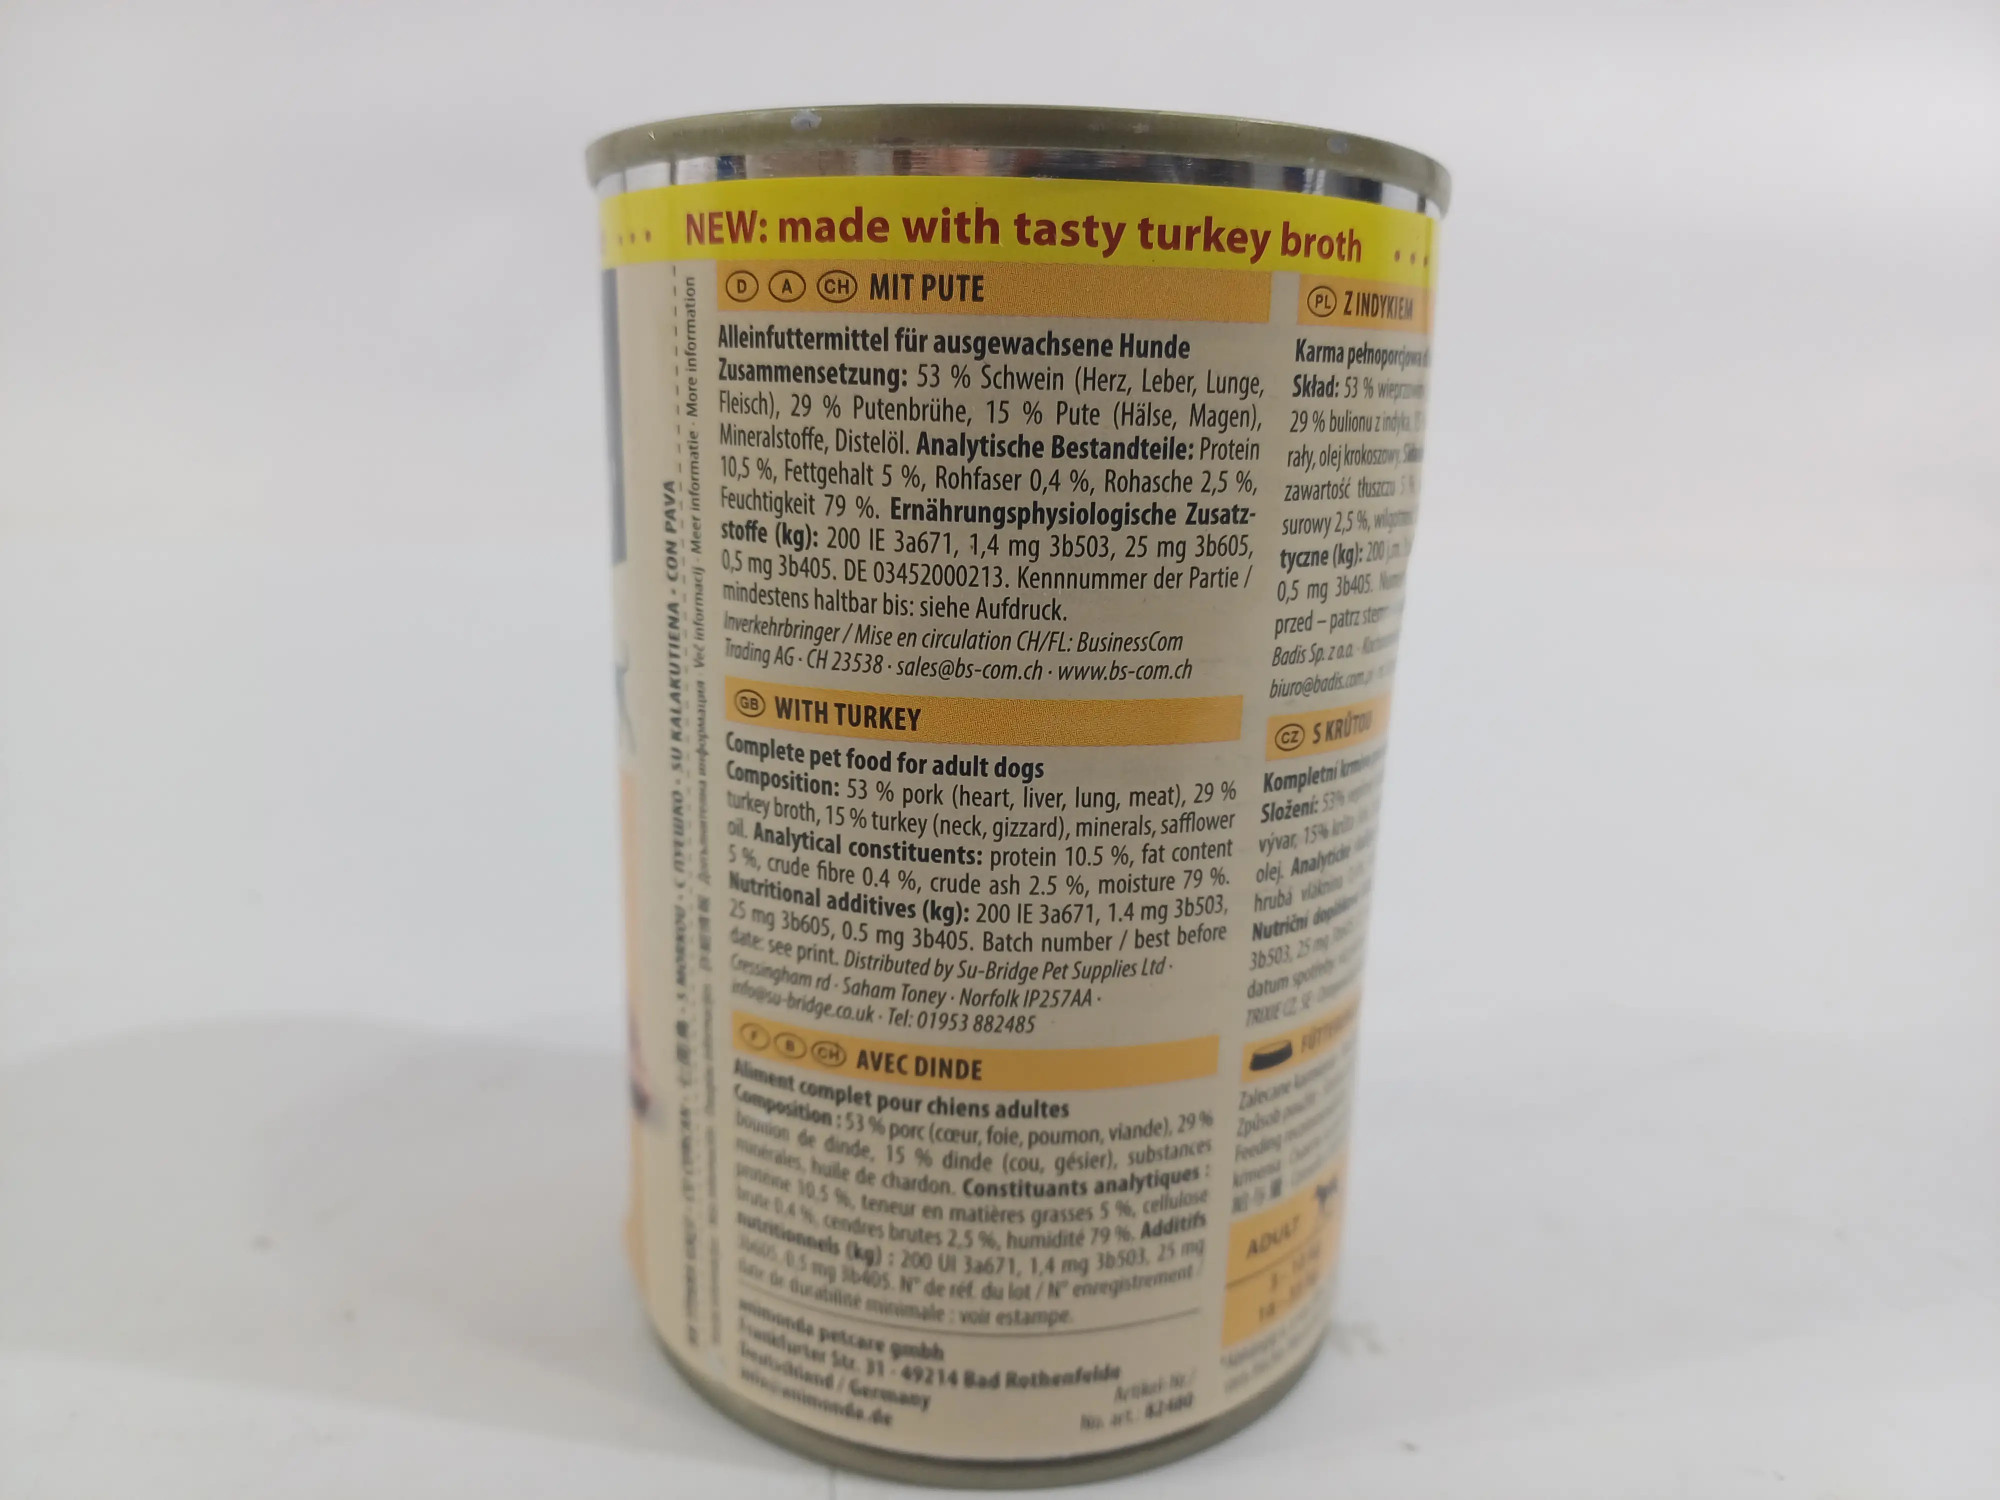 NEW: made with tasty turkey broth
D A CH MIT PUTE
Alleinfuttermittel für ausgewachsene Hunde
Zusammensetzung: 53 % Schwein (Herz, Leber, Lunge,
Fleisch), 29 % Putenbrühe, 15 % Pute (Hälse, Magen),
Mineralstoffe, Distelöl. Analytische Bestandteile: Protein
10,5 %, Fettgehalt 5 %, Rohfaser 0,4 %, Rohasche 2,5 %,
Feuchtigkeit 79 %. Ernährungsphysiologische Zusatz-
stoffe (kg): 200 IE 3a671, 1,4 mg 3b503, 25 mg 3b605,
0,5 mg 3b405. DE 03452000213. Kennnummer der Partie /
mindestens haltbar bis: siehe Aufdruck.
Inverkehrbringer / Mise en circulation CH/FL: BusinessCom
Trading AG · CH 23538 · sales@bs-com.ch · www.bs-com.ch
GB WITH TURKEY
Complete pet food for adult dogs
Composition: 53 % pork (heart, liver, lung, meat), 29 %
turkey broth, 15 % turkey (neck, gizzard), minerals, safflower
oil. Analytical constituents: protein 10.5 %, fat content
5 %, crude fibre 0.4 %, crude ash 2.5 %, moisture 79 %.
Nutritional additives (kg): 200 IE 3a671, 1.4 mg 3b503,
25 mg 3b605, 0.5 mg 3b405. Batch number / best before
date: see print. Distributed by Su-Bridge Pet Supplies Ltd ·
Cressingham rd · Saham Toney · Norfolk IP257AA ·
info@su-bridge.co.uk · Tel: 01953 882485
F B CH AVEC DINDE
Aliment complet pour chiens adultes
Composition : 53 % porc (cœur, foie, poumon, viande), 29 %
bouillon de dinde, 15 % dinde (cou, gésier), substances
minérales, huile de chardon. Constituants analytiques :
protéine 10.5 %, teneur en matières grasses 5 %, cellulose
brute 0.4 %, cendres brutes 2,5 %, humidité 79 %. Additifs
nutritionnels (kg) : 200 UI 3a671, 1,4 mg 3b503, 25 mg
3b605, 0.5 mg 3b405. N° de réf. du lot / N° enregistrement /
date de durabilité minimale : voir estampe.
animonda petcare gmbh
Frankfurter Str. 31 · 49214 Bad Rothenfelde
Deutschland / Germany
Artikel-Nr./
No. art.: 82480
PL Z INDYKIEM
Karma pełnoporcjowa
Skład: 53 %
29 % bulionu z indyka,
rały, olej krokoszowy.
zawartość tłuszczu 5 %
surowy 2,5 %,
tyczne (kg): 200
0,5 mg 3b405.
przed – patrz
Badis Sp. z o.o.
CZ S KRŮTOU
Kompletní
Složení: 53%
vývar, 15%
olej. Analytické
hrubá vláknina
Nutriční
3b503, 25 mg
datum
ADULT
SU KALAKUTIENA · CON PAVA
Več informacij · Meer informatie · More information